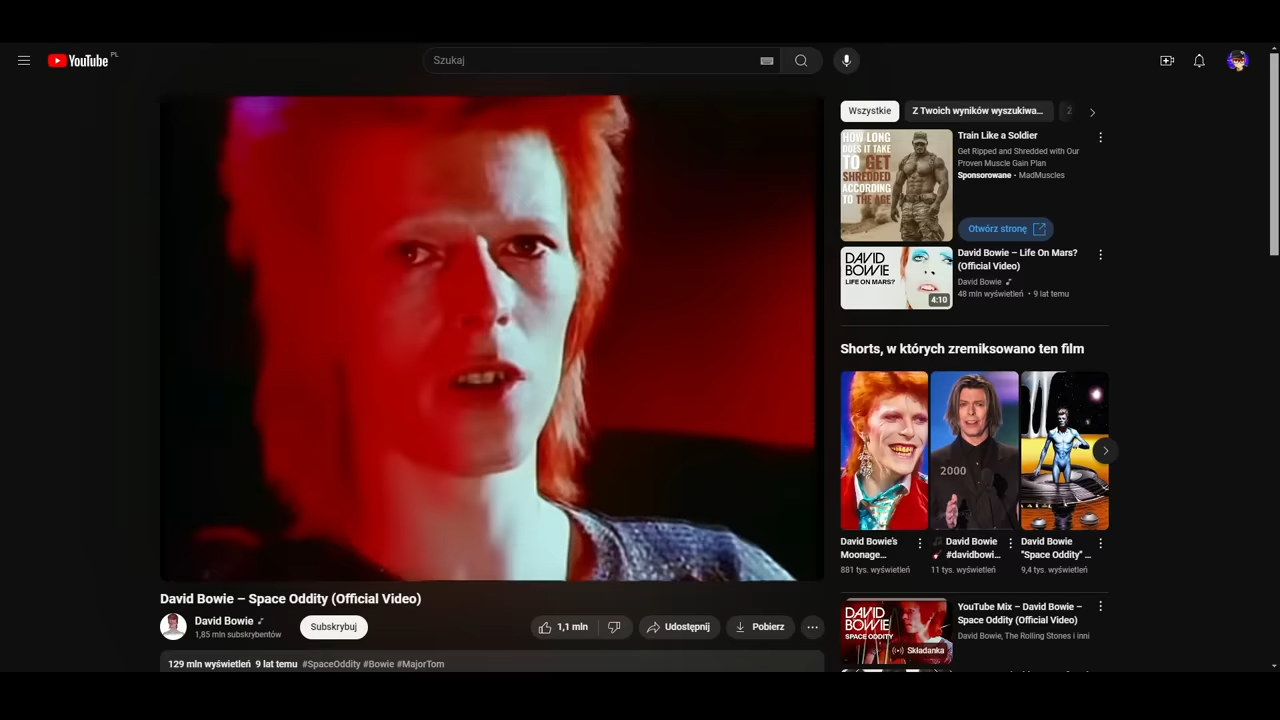 YouTube PL
Szukaj
Wszystkie
Z Twoich wyników wyszukiwa...
2
HOW LONG
DOES IT TAKE
TO GET
SHREDDED
ACCORDING
TO THE AGE
Train Like a Soldier
Get Ripped and Shredded with Our
Proven Muscle Gain Plan
Sponsorowane · MadMuscles
Otwórz stronę
DAVID
BOWIE
LIFE ON MARS?
4:10
David Bowie – Life On Mars?
(Official Video)
David Bowie
48 mln wyświetleń • 9 lat temu
Shorts, w których zremiksowano ten film
2000
David Bowie's
Moonage...
881 tys. wyświetleń
David Bowie
#davidbowi...
11 tys. wyświetleń
David Bowie
"Space Oddity" ...
9,4 tys. wyświetleń
DAVID
BOWIE
SPACE ODDITY
Składanka
YouTube Mix – David Bowie –
Space Oddity (Official Video)
David Bowie, The Rolling Stones i inni
David Bowie – Space Oddity (Official Video)
David Bowie
1,85 mln subskrybentów
Subskrybuj
1,1 mln
Udostępnij
Pobierz
129 mln wyświetleń 9 lat temu #SpaceOddity #Bowie #MajorTom